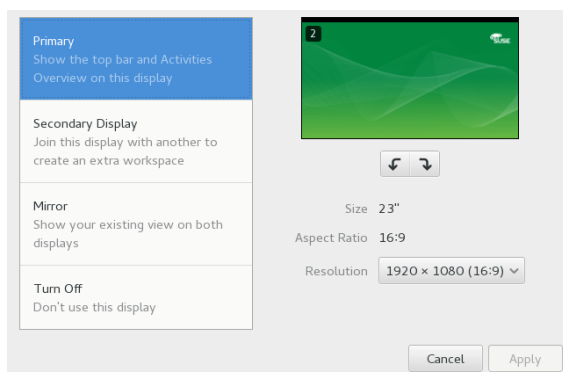 Primary
Show the top bar and Activities
Overview on this display
Secondary Display
Join this display with another to
create an extra workspace
Mirror
Show your existing view on both
displays
Turn Off
Don't use this display
2
SUSE
Size 23"
Aspect Ratio 16:9
Resolution 1920 × 1080 (16:9)
Cancel Apply